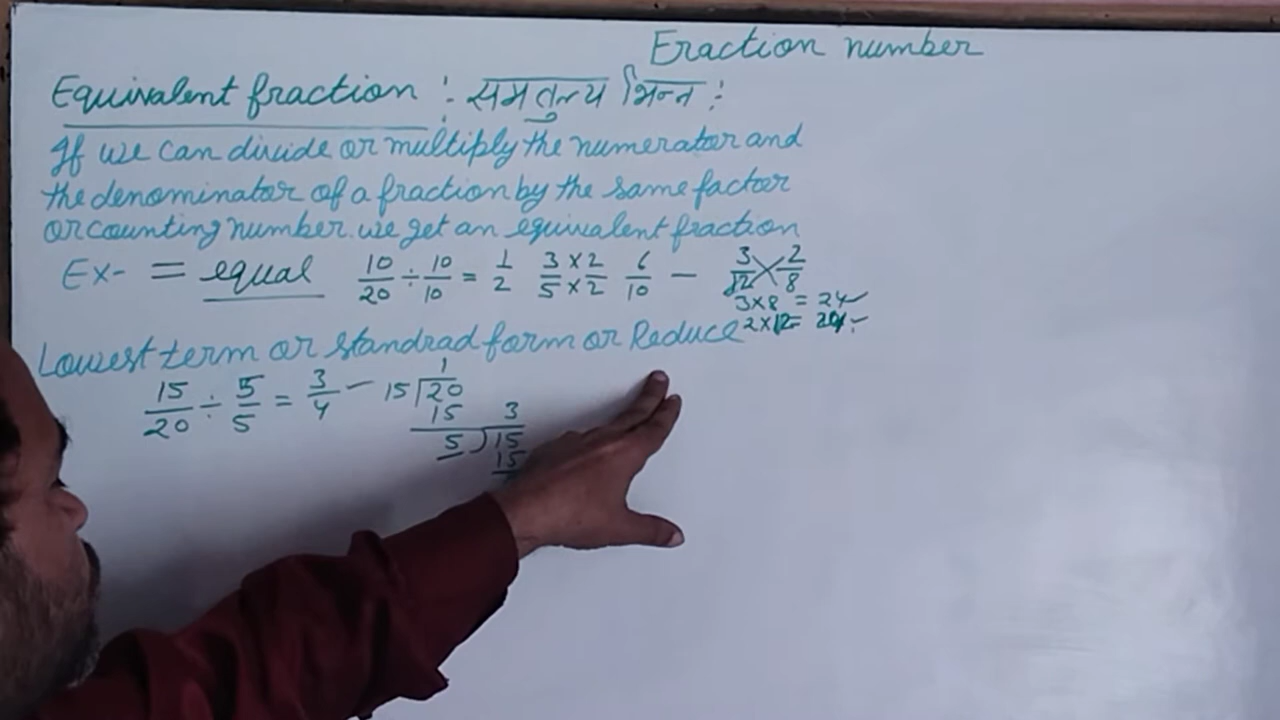 Eraction number
Equivalent fraction :- समतुल्य भिन्न :
If we can divide or multiply the numerator and
the denominator of a fraction by the same factor
or counting number. we get an equivalent fraction
Ex- = equal 10/20 ÷ 10/10 = 1/2 3/5 ×2/×2 6/10 — 3/12 × 2/8
3×8 = 24
2×12= 24
Lowest term or standrad form or Reduce
15/20 ÷ 5/5 = 3/4 — 15)20 1
15 3
5)15
15